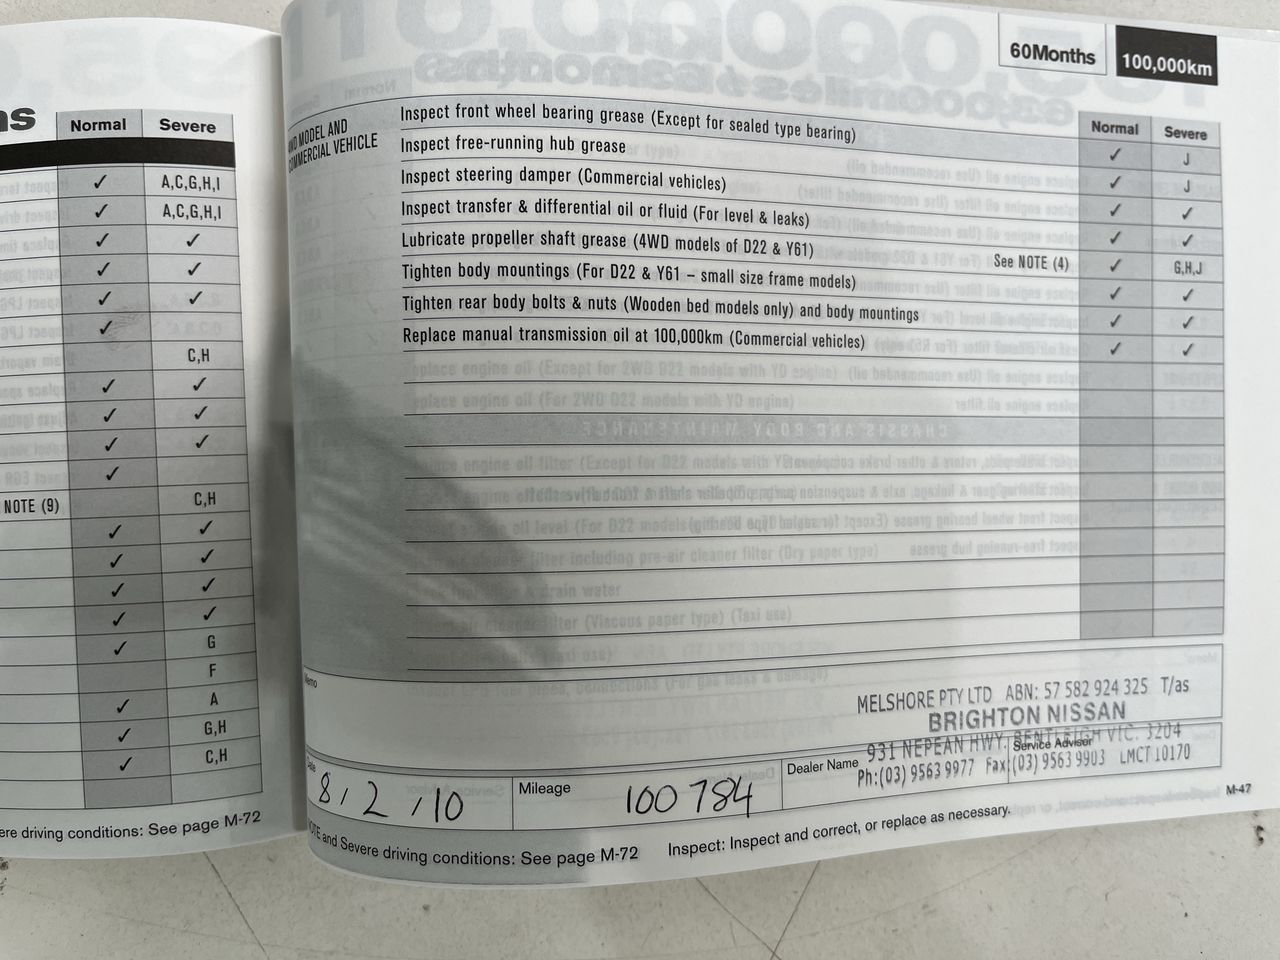 ns
Normal Severe
✓ A,C,G,H,I
✓ A,C,G,H,I
✓ ✓
✓ ✓
✓ ✓
✓
C,H
✓ ✓
✓ ✓
✓ ✓
✓
NOTE (9) C,H
✓ ✓
✓ ✓
✓ ✓
✓ ✓
✓ G
F
✓ A
✓ G,H
✓ C,H
ere driving conditions: See page M-72
60Months 100,000km
Normal Severe
4WD MODEL AND
COMMERCIAL VEHICLE
Inspect front wheel bearing grease (Except for sealed type bearing) ✓ J
Inspect free-running hub grease ✓ J
Inspect steering damper (Commercial vehicles) ✓ ✓
Inspect transfer & differential oil or fluid (For level & leaks) ✓ ✓
Lubricate propeller shaft grease (4WD models of D22 & Y61) See NOTE (4) ✓ G,H,J
Tighten body mountings (For D22 & Y61 – small size frame models) ✓ ✓
Tighten rear body bolts & nuts (Wooden bed models only) and body mountings ✓ ✓
Replace manual transmission oil at 100,000km (Commercial vehicles) ✓ ✓
Memo
MELSHORE PTY LTD ABN: 57 582 924 325 T/as
BRIGHTON NISSAN
931 NEPEAN HWY. BENTLEIGH VIC. 3204
Ph:(03) 9563 9977 Fax:(03) 9563 9903 LMCT 10170
Date 8/2/10 Mileage 100784 Dealer Name Service Advisor
NOTE and Severe driving conditions: See page M-72 Inspect: Inspect and correct, or replace as necessary.
M-47